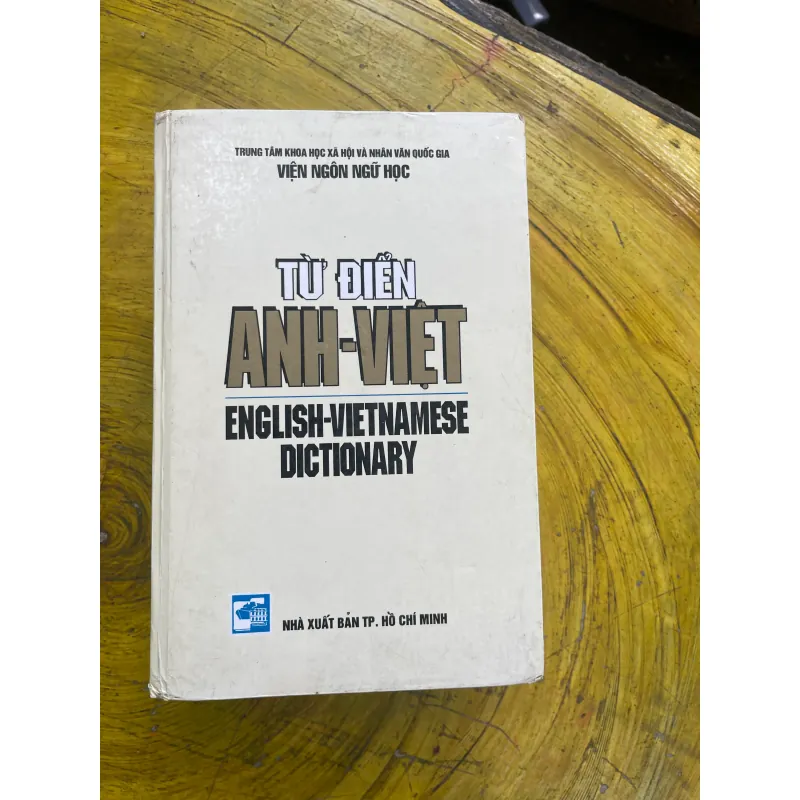 TRUNG TÂM KHOA HỌC XÃ HỘI VÀ NHÂN VĂN QUỐC GIA
VIỆN NGÔN NGỮ HỌC
TỪ ĐIỂN
ANH-VIỆT
ENGLISH-VIETNAMESE
DICTIONARY
NHÀ XUẤT BẢN TP. HỒ CHÍ MINH